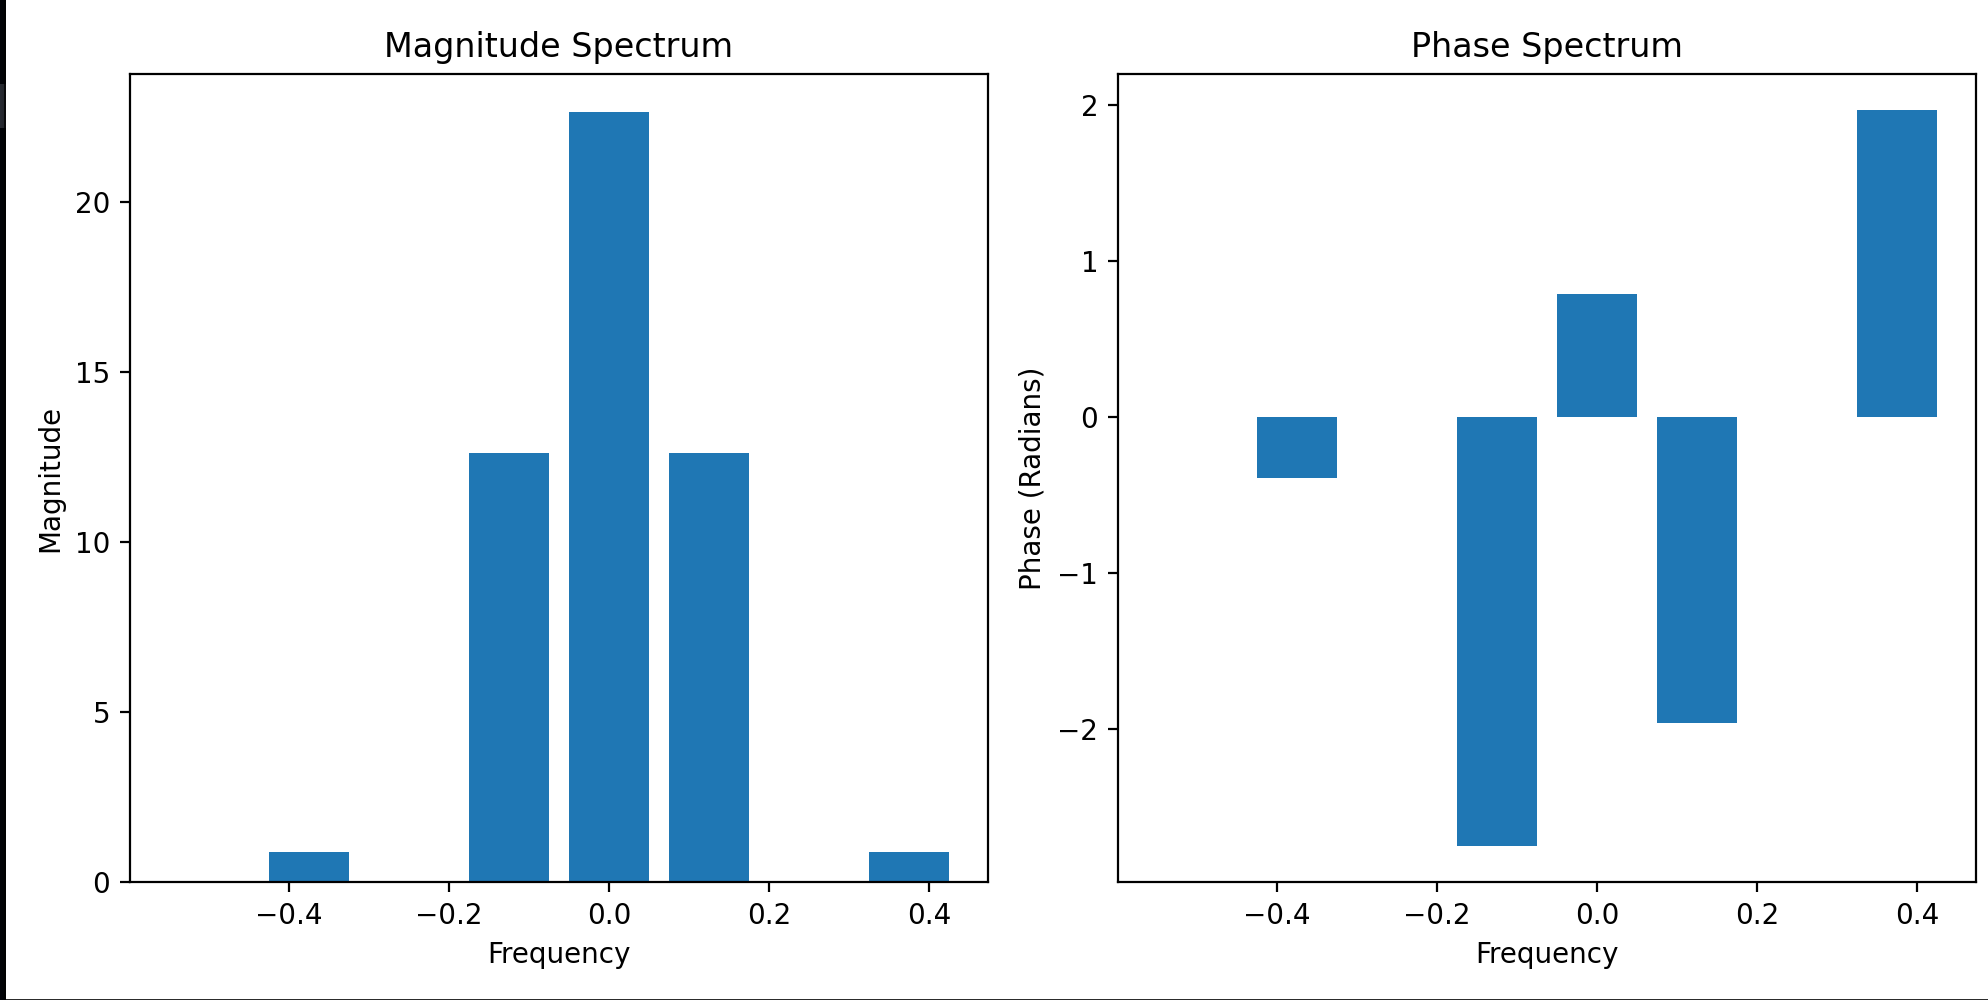 Magnitude Spectrum
Magnitude
20
15
10
5
0
−0.4 −0.2 0.0 0.2 0.4
Frequency
Phase Spectrum
Phase (Radians)
2
1
0
−1
−2
−0.4 −0.2 0.0 0.2 0.4
Frequency